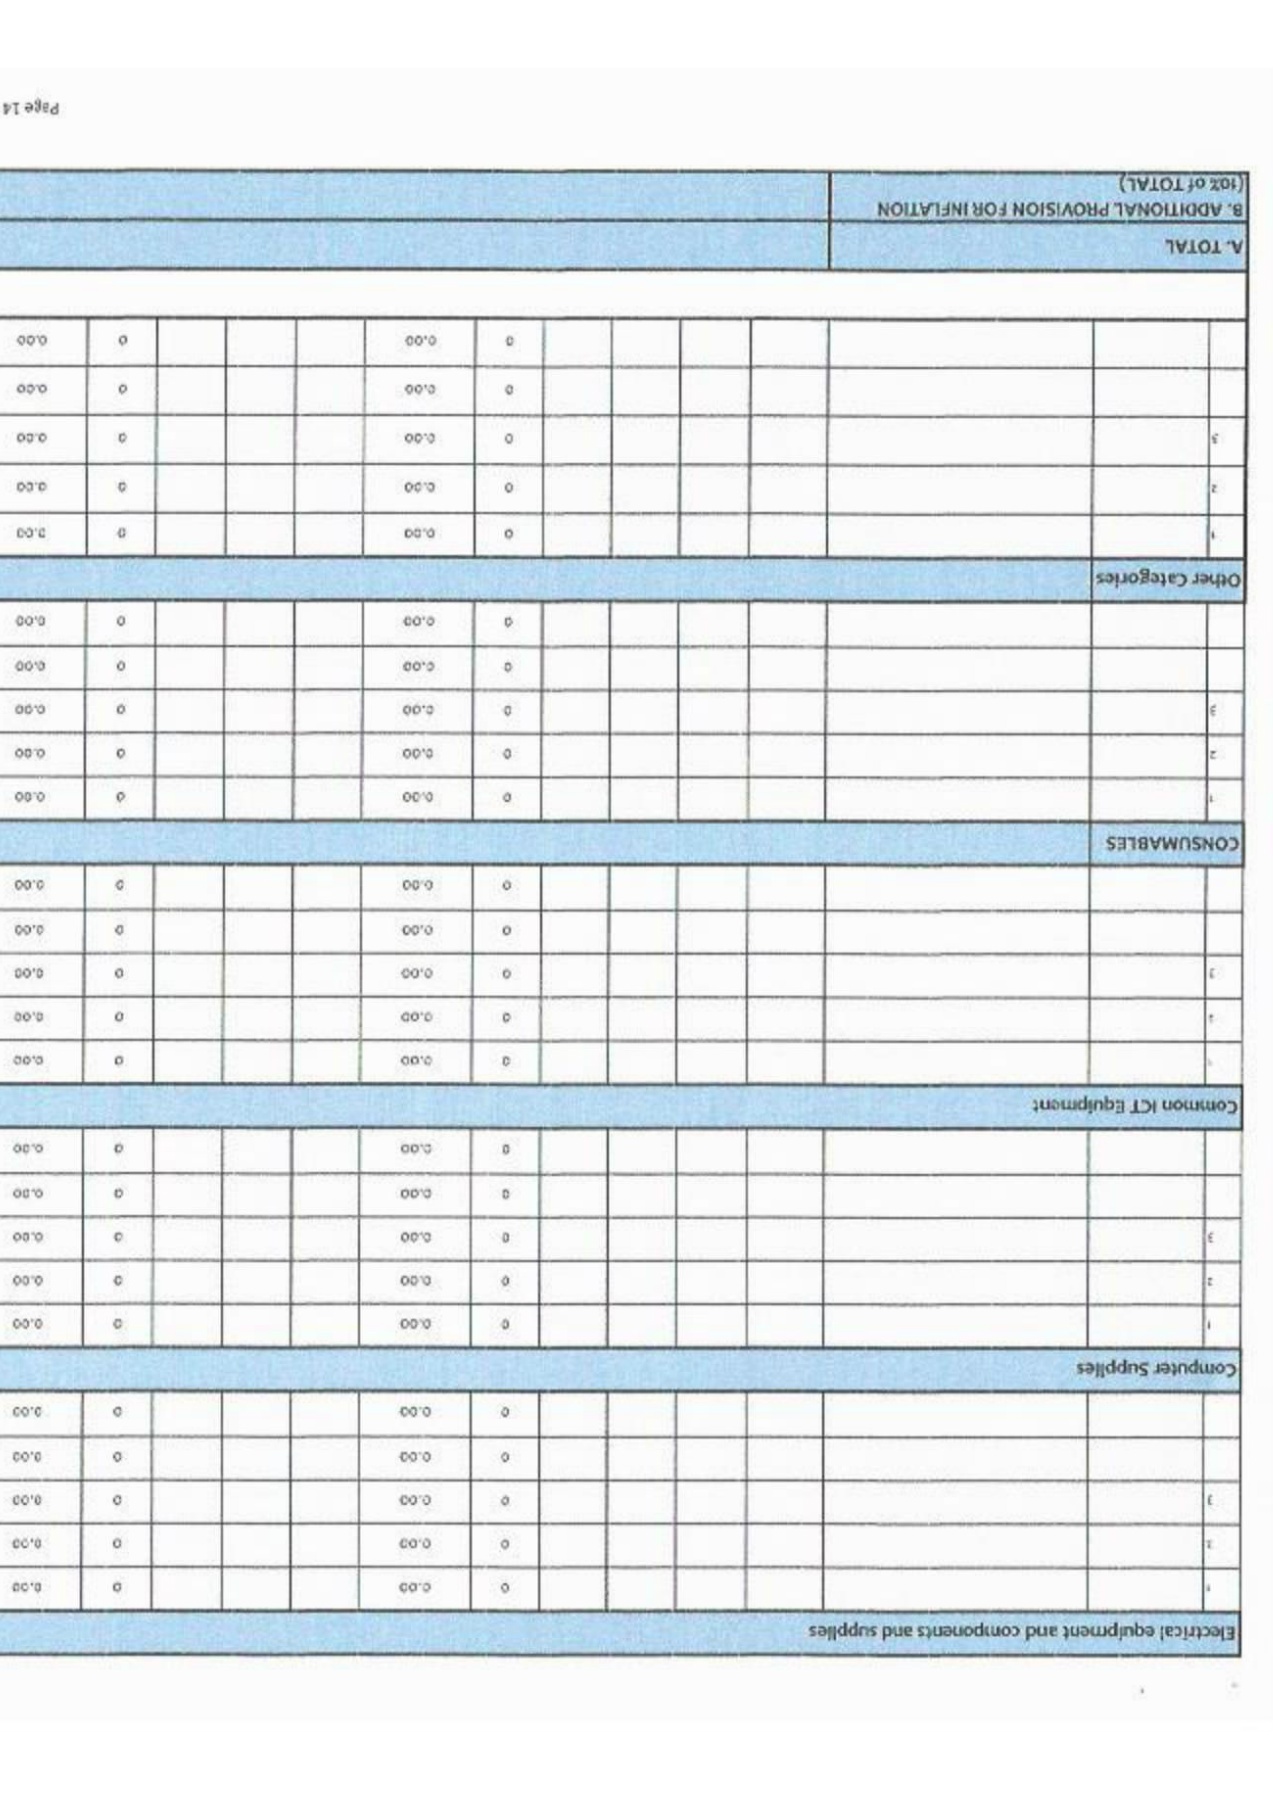 Electrical equipment and components and supplies
1 0 0.00 0 0.00
2 0 0.00 0 0.00
3 0 0.00 0 0.00
0 0.00 0 0.00
0 0.00 0 0.00
Computer Supplies
1 0 0.00 0 0.00
2 0 0.00 0 0.00
3 0 0.00 0 0.00
0 0.00 0 0.00
0 0.00 0 0.00
Common ICT Equipment
1 0 0.00 0 0.00
2 0 0.00 0 0.00
3 0 0.00 0 0.00
0 0.00 0 0.00
0 0.00 0 0.00
CONSUMABLES
1 0 0.00 0 0.00
2 0 0.00 0 0.00
3 0 0.00 0 0.00
0 0.00 0 0.00
0 0.00 0 0.00
Other Categories
1 0 0.00 0 0.00
2 0 0.00 0 0.00
3 0 0.00 0 0.00
0 0.00 0 0.00
0 0.00 0 0.00
A. TOTAL
B. ADDITIONAL PROVISION FOR INFLATION
(10% of TOTAL)
Page 14